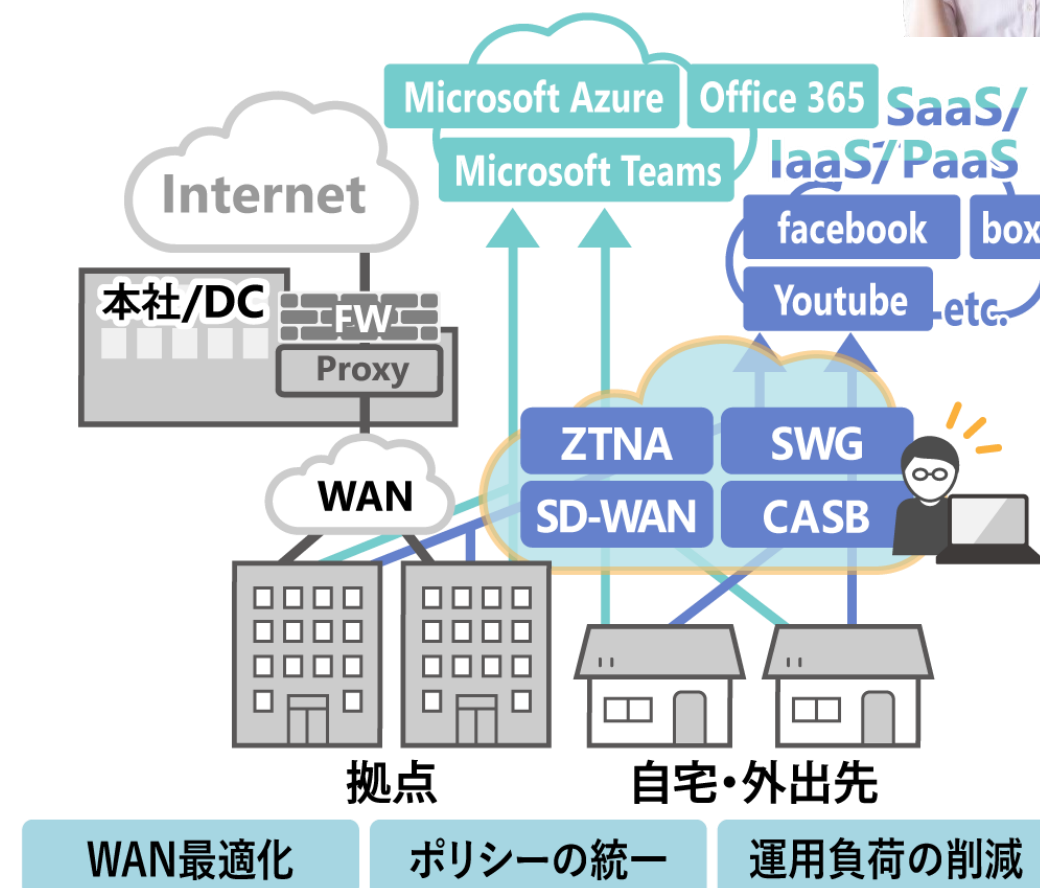 Microsoft Azure
Office 365
Microsoft Teams
SaaS/
IaaS/PaaS
Internet
facebook
box
Youtube
etc.
本社/DC
FW
Proxy
WAN
ZTNA
SWG
SD-WAN
CASB
拠点
自宅・外出先
WAN最適化
ポリシーの統一
運用負荷の削減